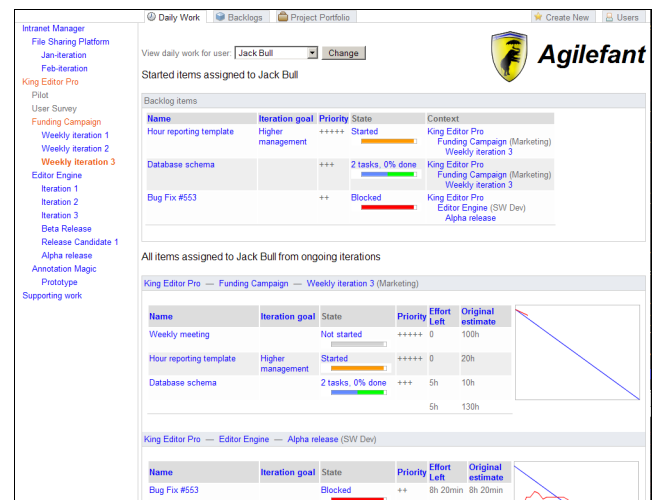 Daily Work Backlogs Project Portfolio Create New Users
Intranet Manager
File Sharing Platform
Jan-iteration
Feb-iteration
King Editor Pro
Pilot
User Survey
Funding Campaign
Weekly iteration 1
Weekly iteration 2
Weekly iteration 3
Editor Engine
Iteration 1
Iteration 2
Iteration 3
Beta Release
Release Candidate 1
Alpha release
Annotation Magic
Prototype
Supporting work
View daily work for user: Jack Bull Change
Agilefant
Started items assigned to Jack Bull
Backlog items
Name Iteration goal Priority State Context
Hour reporting template Higher management +++++ Started King Editor Pro
Funding Campaign (Marketing)
Weekly iteration 3
Database schema +++ 2 tasks, 0% done King Editor Pro
Funding Campaign (Marketing)
Weekly iteration 3
Bug Fix #553 ++ Blocked King Editor Pro
Editor Engine (SW Dev)
Alpha release
All items assigned to Jack Bull from ongoing iterations
King Editor Pro — Funding Campaign — Weekly iteration 3 (Marketing)
Name Iteration goal State Priority Effort Left Original estimate
Weekly meeting Not started +++++ 0 100h
Hour reporting template Higher management Started +++++ 0 20h
Database schema 2 tasks, 0% done +++ 5h 10h
5h 130h
King Editor Pro — Editor Engine — Alpha release (SW Dev)
Name Iteration goal State Priority Effort Left Original estimate
Bug Fix #553 Blocked ++ 8h 20min 8h 20min